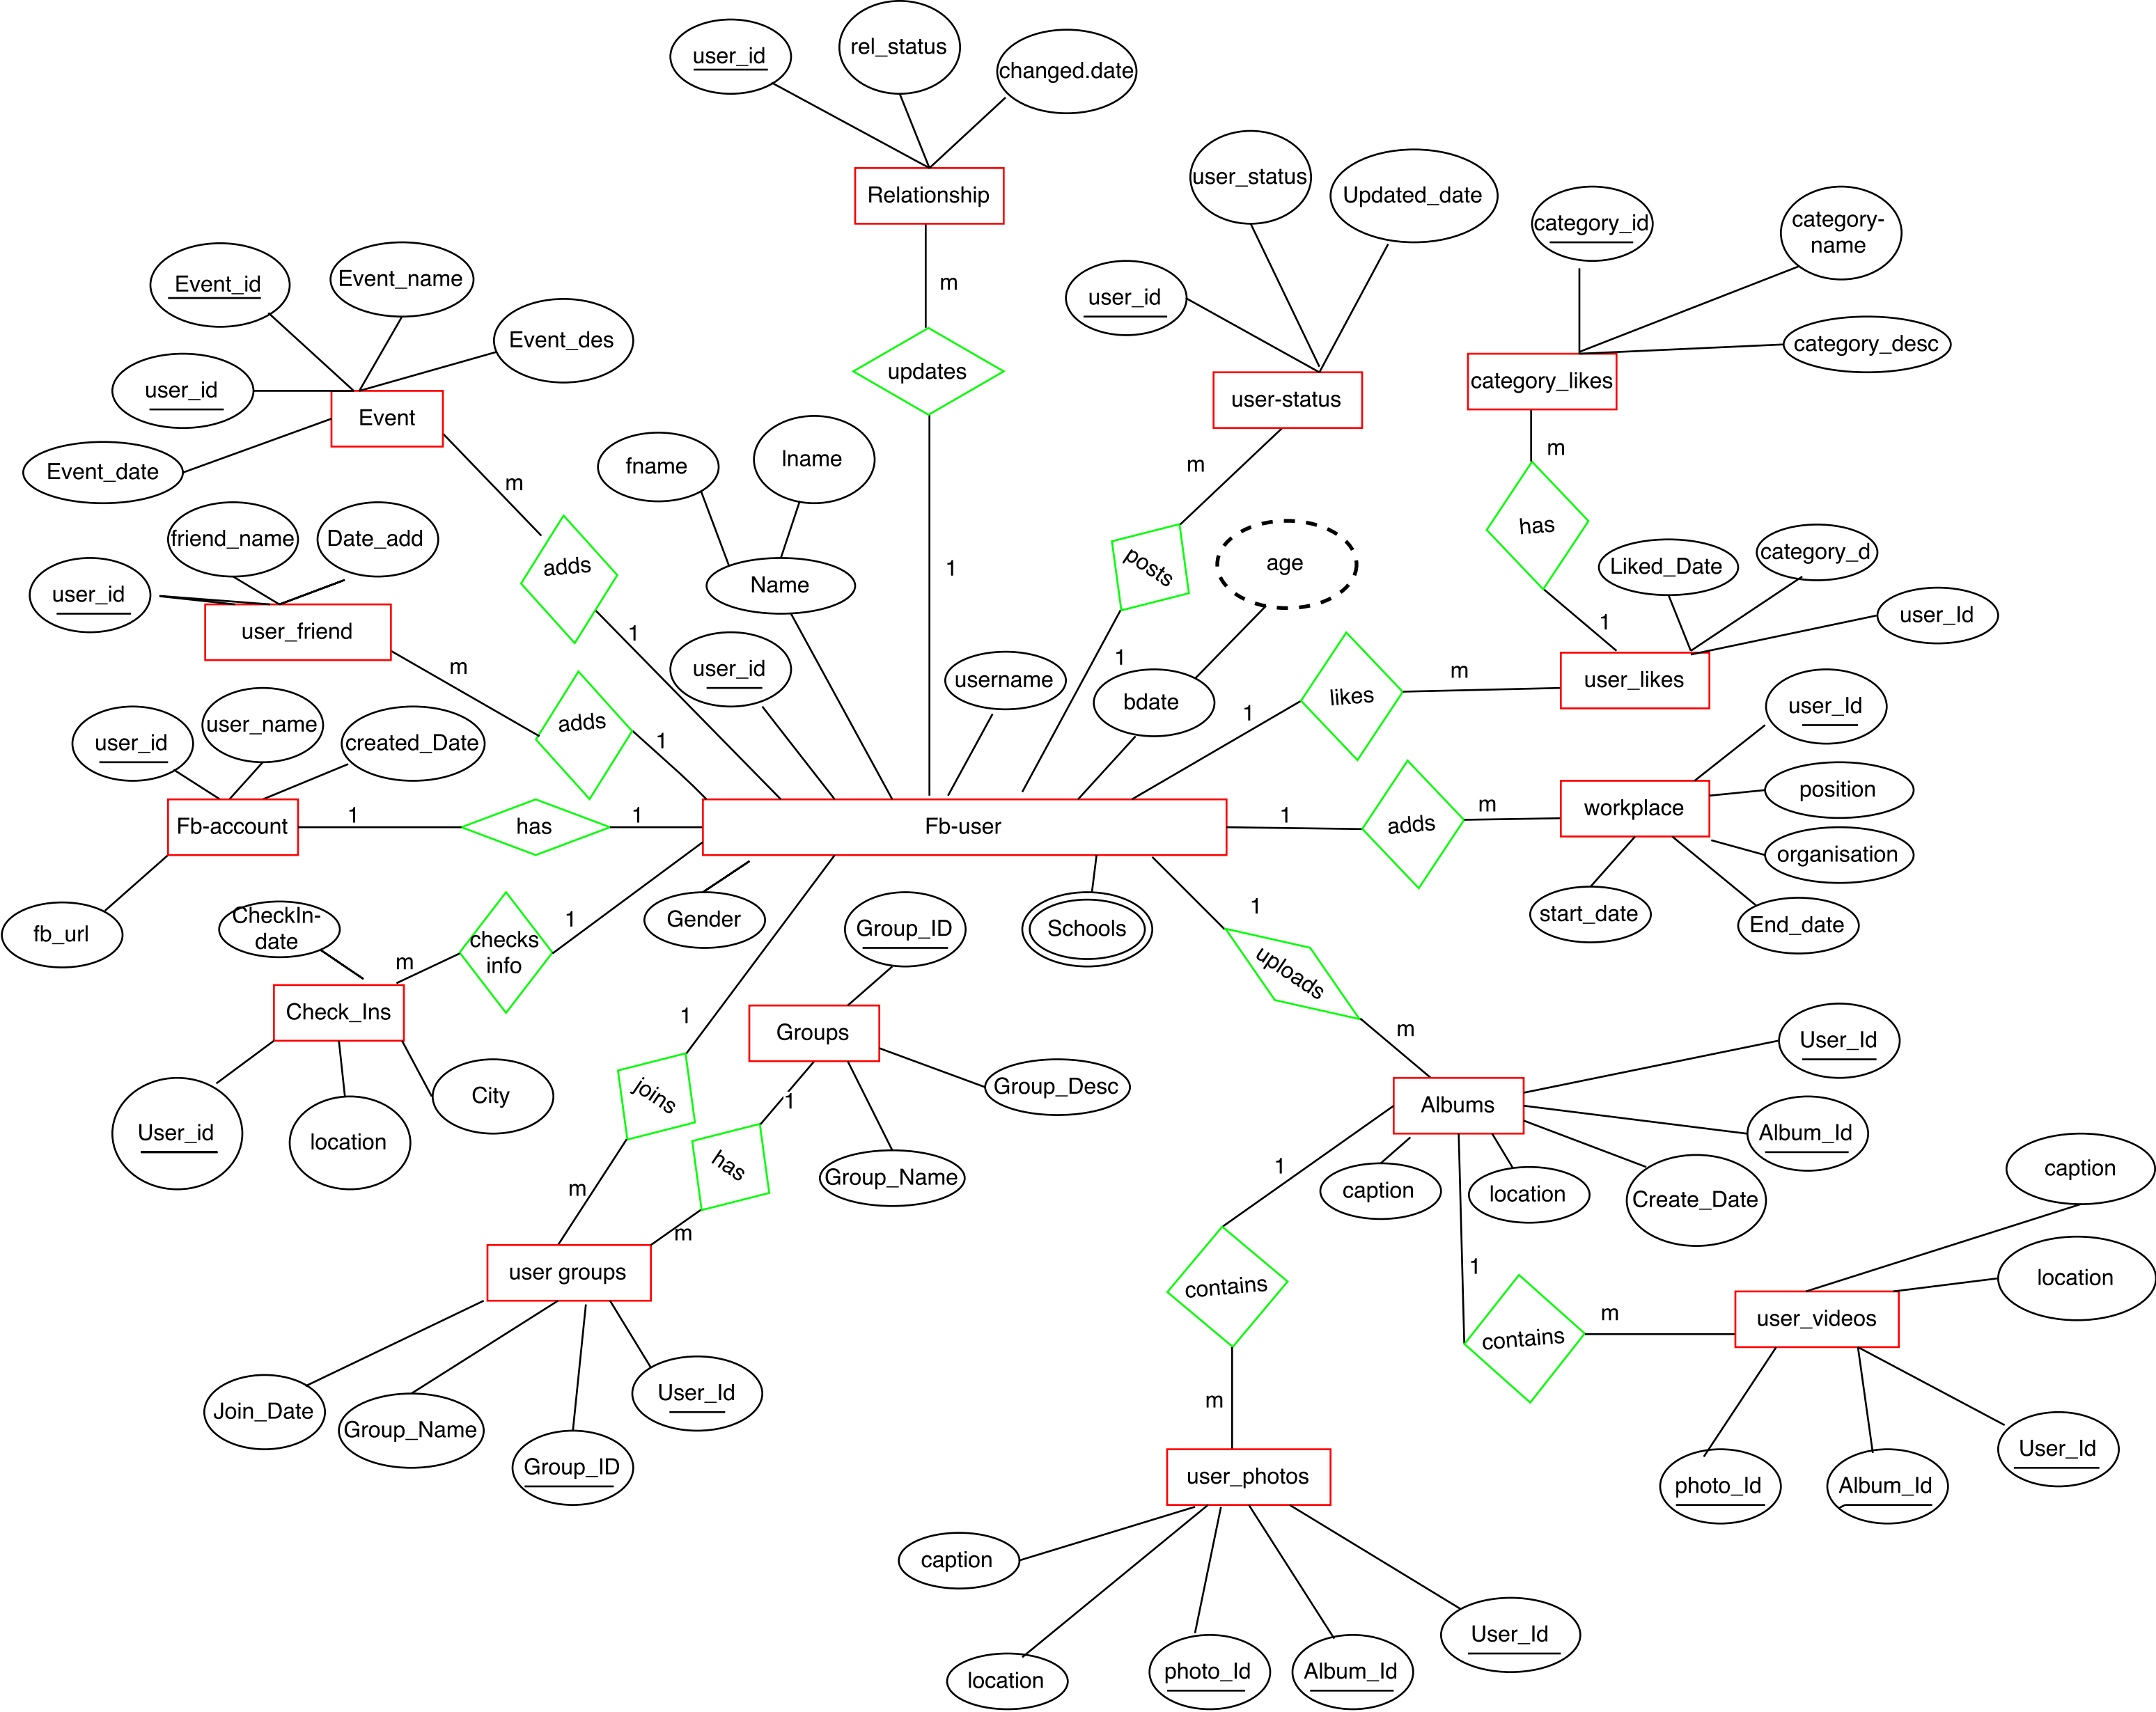 user_id
rel_status
changed.date
Relationship
m
updates
1
user_status
Updated_date
user_id
user-status
m
posts
1
category_id
category-
name
category_desc
category_likes
m
has
1
Event_id
Event_name
Event_des
user_id
Event
Event_date
m
adds
1
fname
lname
Name
user_id
username
age
bdate
Liked_Date
category_d
user_Id
user_likes
m
likes
1
friend_name
Date_add
user_id
user_friend
m
adds
1
user_id
user_name
created_Date
Fb-account
fb_url
1
has
1
Fb-user
Gender
Schools
1
adds
m
workplace
user_Id
position
organisation
start_date
End_date
CheckIn-
date
m
checks
info
1
Check_Ins
User_id
location
City
1
joins
m
Group_ID
Groups
Group_Desc
Group_Name
1
has
m
user groups
Join_Date
Group_Name
Group_ID
User_Id
1
uploads
m
Albums
User_Id
Album_Id
Create_Date
caption
location
1
contains
m
1
contains
m
user_videos
caption
location
photo_Id
Album_Id
User_Id
user_photos
caption
location
photo_Id
Album_Id
User_Id